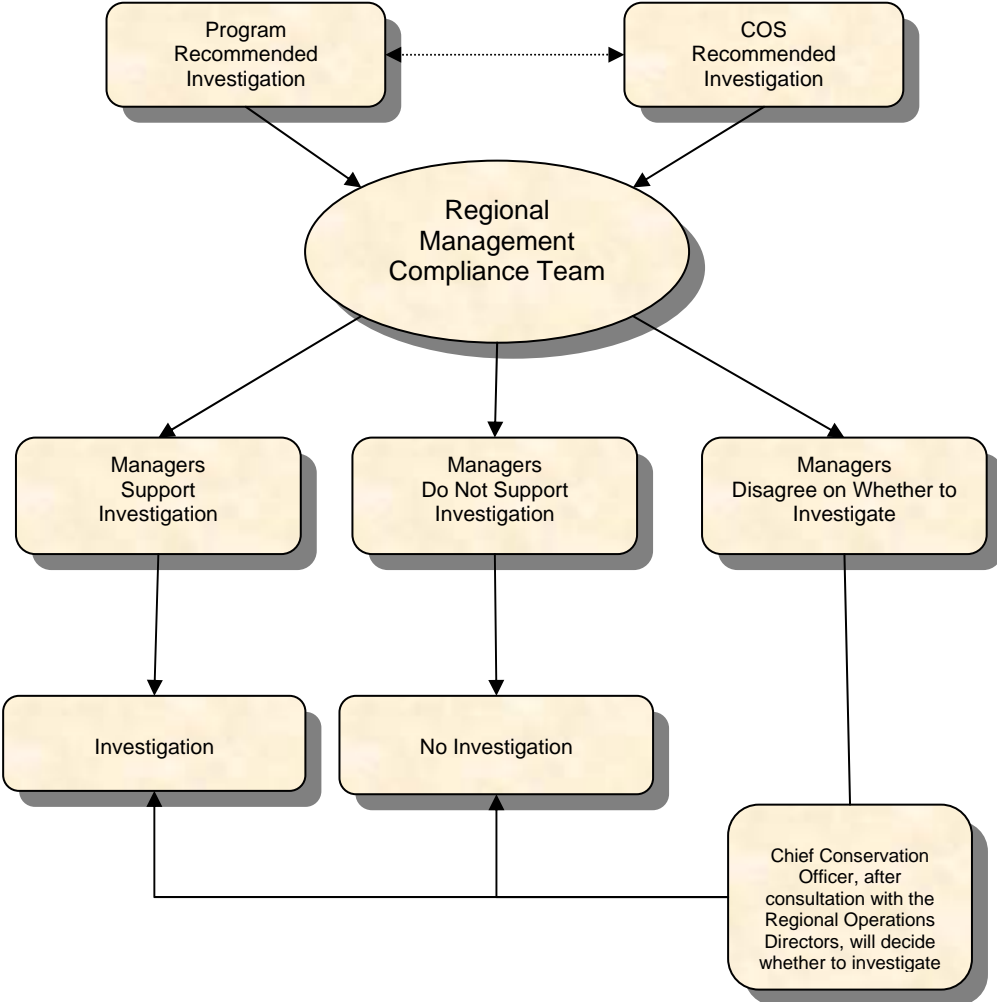 Program
Recommended
Investigation
COS
Recommended
Investigation
Regional
Management
Compliance Team
Managers
Support
Investigation
Managers
Do Not Support
Investigation
Managers
Disagree on Whether to
Investigate
Investigation
No Investigation
Chief Conservation
Officer, after
consultation with the
Regional Operations
Directors, will decide
whether to investigate